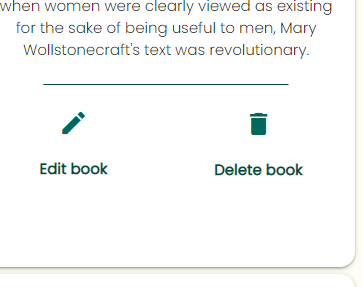 when women were clearly viewed as existing
for the sake of being useful to men, Mary
Wollstonecraft's text was revolutionary.
Edit book
Delete book